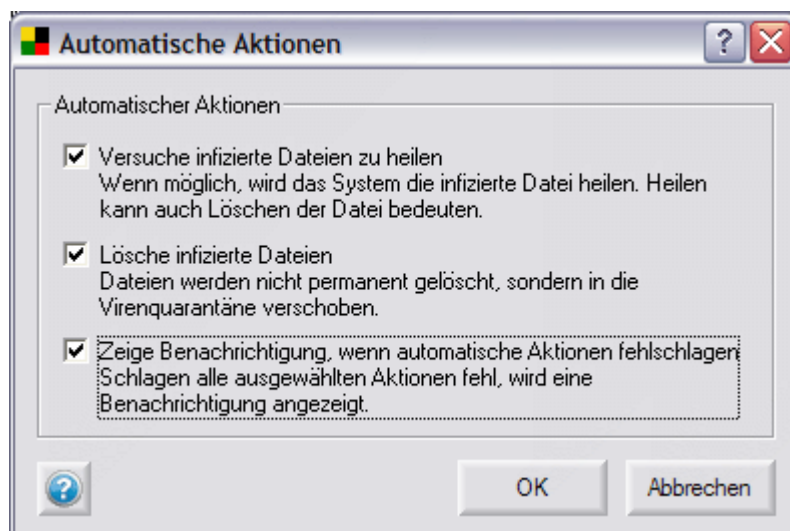 Automatische Aktionen
Automatischer Aktionen
Versuche infizierte Dateien zu heilen
Wenn möglich, wird das System die infizierte Datei heilen. Heilen
kann auch Löschen der Datei bedeuten.
Lösche infizierte Dateien
Dateien werden nicht permanent gelöscht, sondern in die
Virenquarantäne verschoben.
Zeige Benachrichtigung, wenn automatische Aktionen fehlschlagen
Schlagen alle ausgewählten Aktionen fehl, wird eine
Benachrichtigung angezeigt.
OK
Abbrechen